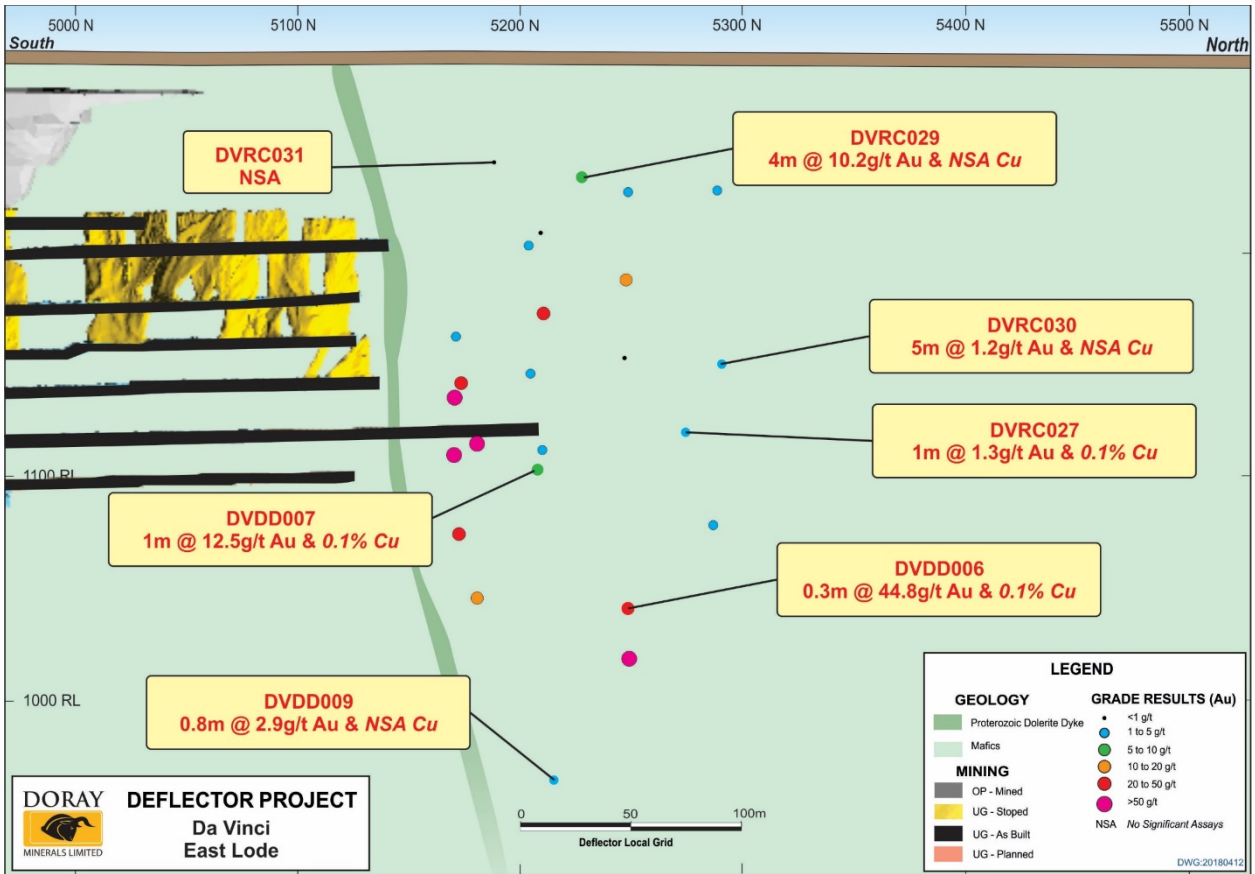 5000 N
5100 N
5200 N
5300 N
5400 N
5500 N
South
North
DVRC031
NSA
DVRC029
4m @ 10.2g/t Au & NSA Cu
DVRC030
5m @ 1.2g/t Au & NSA Cu
DVRC027
1m @ 1.3g/t Au & 0.1% Cu
1100 RL
DVDD007
1m @ 12.5g/t Au & 0.1% Cu
DVDD006
0.3m @ 44.8g/t Au & 0.1% Cu
1000 RL
DVDD009
0.8m @ 2.9g/t Au & NSA Cu
DORAY
MINERALS LIMITED
DEFLECTOR PROJECT
Da Vinci
East Lode
0
50
100m
Deflector Local Grid
LEGEND
GEOLOGY
Proterozoic Dolerite Dyke
Mafics
MINING
OP - Mined
UG - Stoped
UG - As Built
UG - Planned
GRADE RESULTS (Au)
<1 g/t
1 to 5 g/t
5 to 10 g/t
10 to 20 g/t
20 to 50 g/t
>50 g/t
NSA No Significant Assays
DWG:20180412